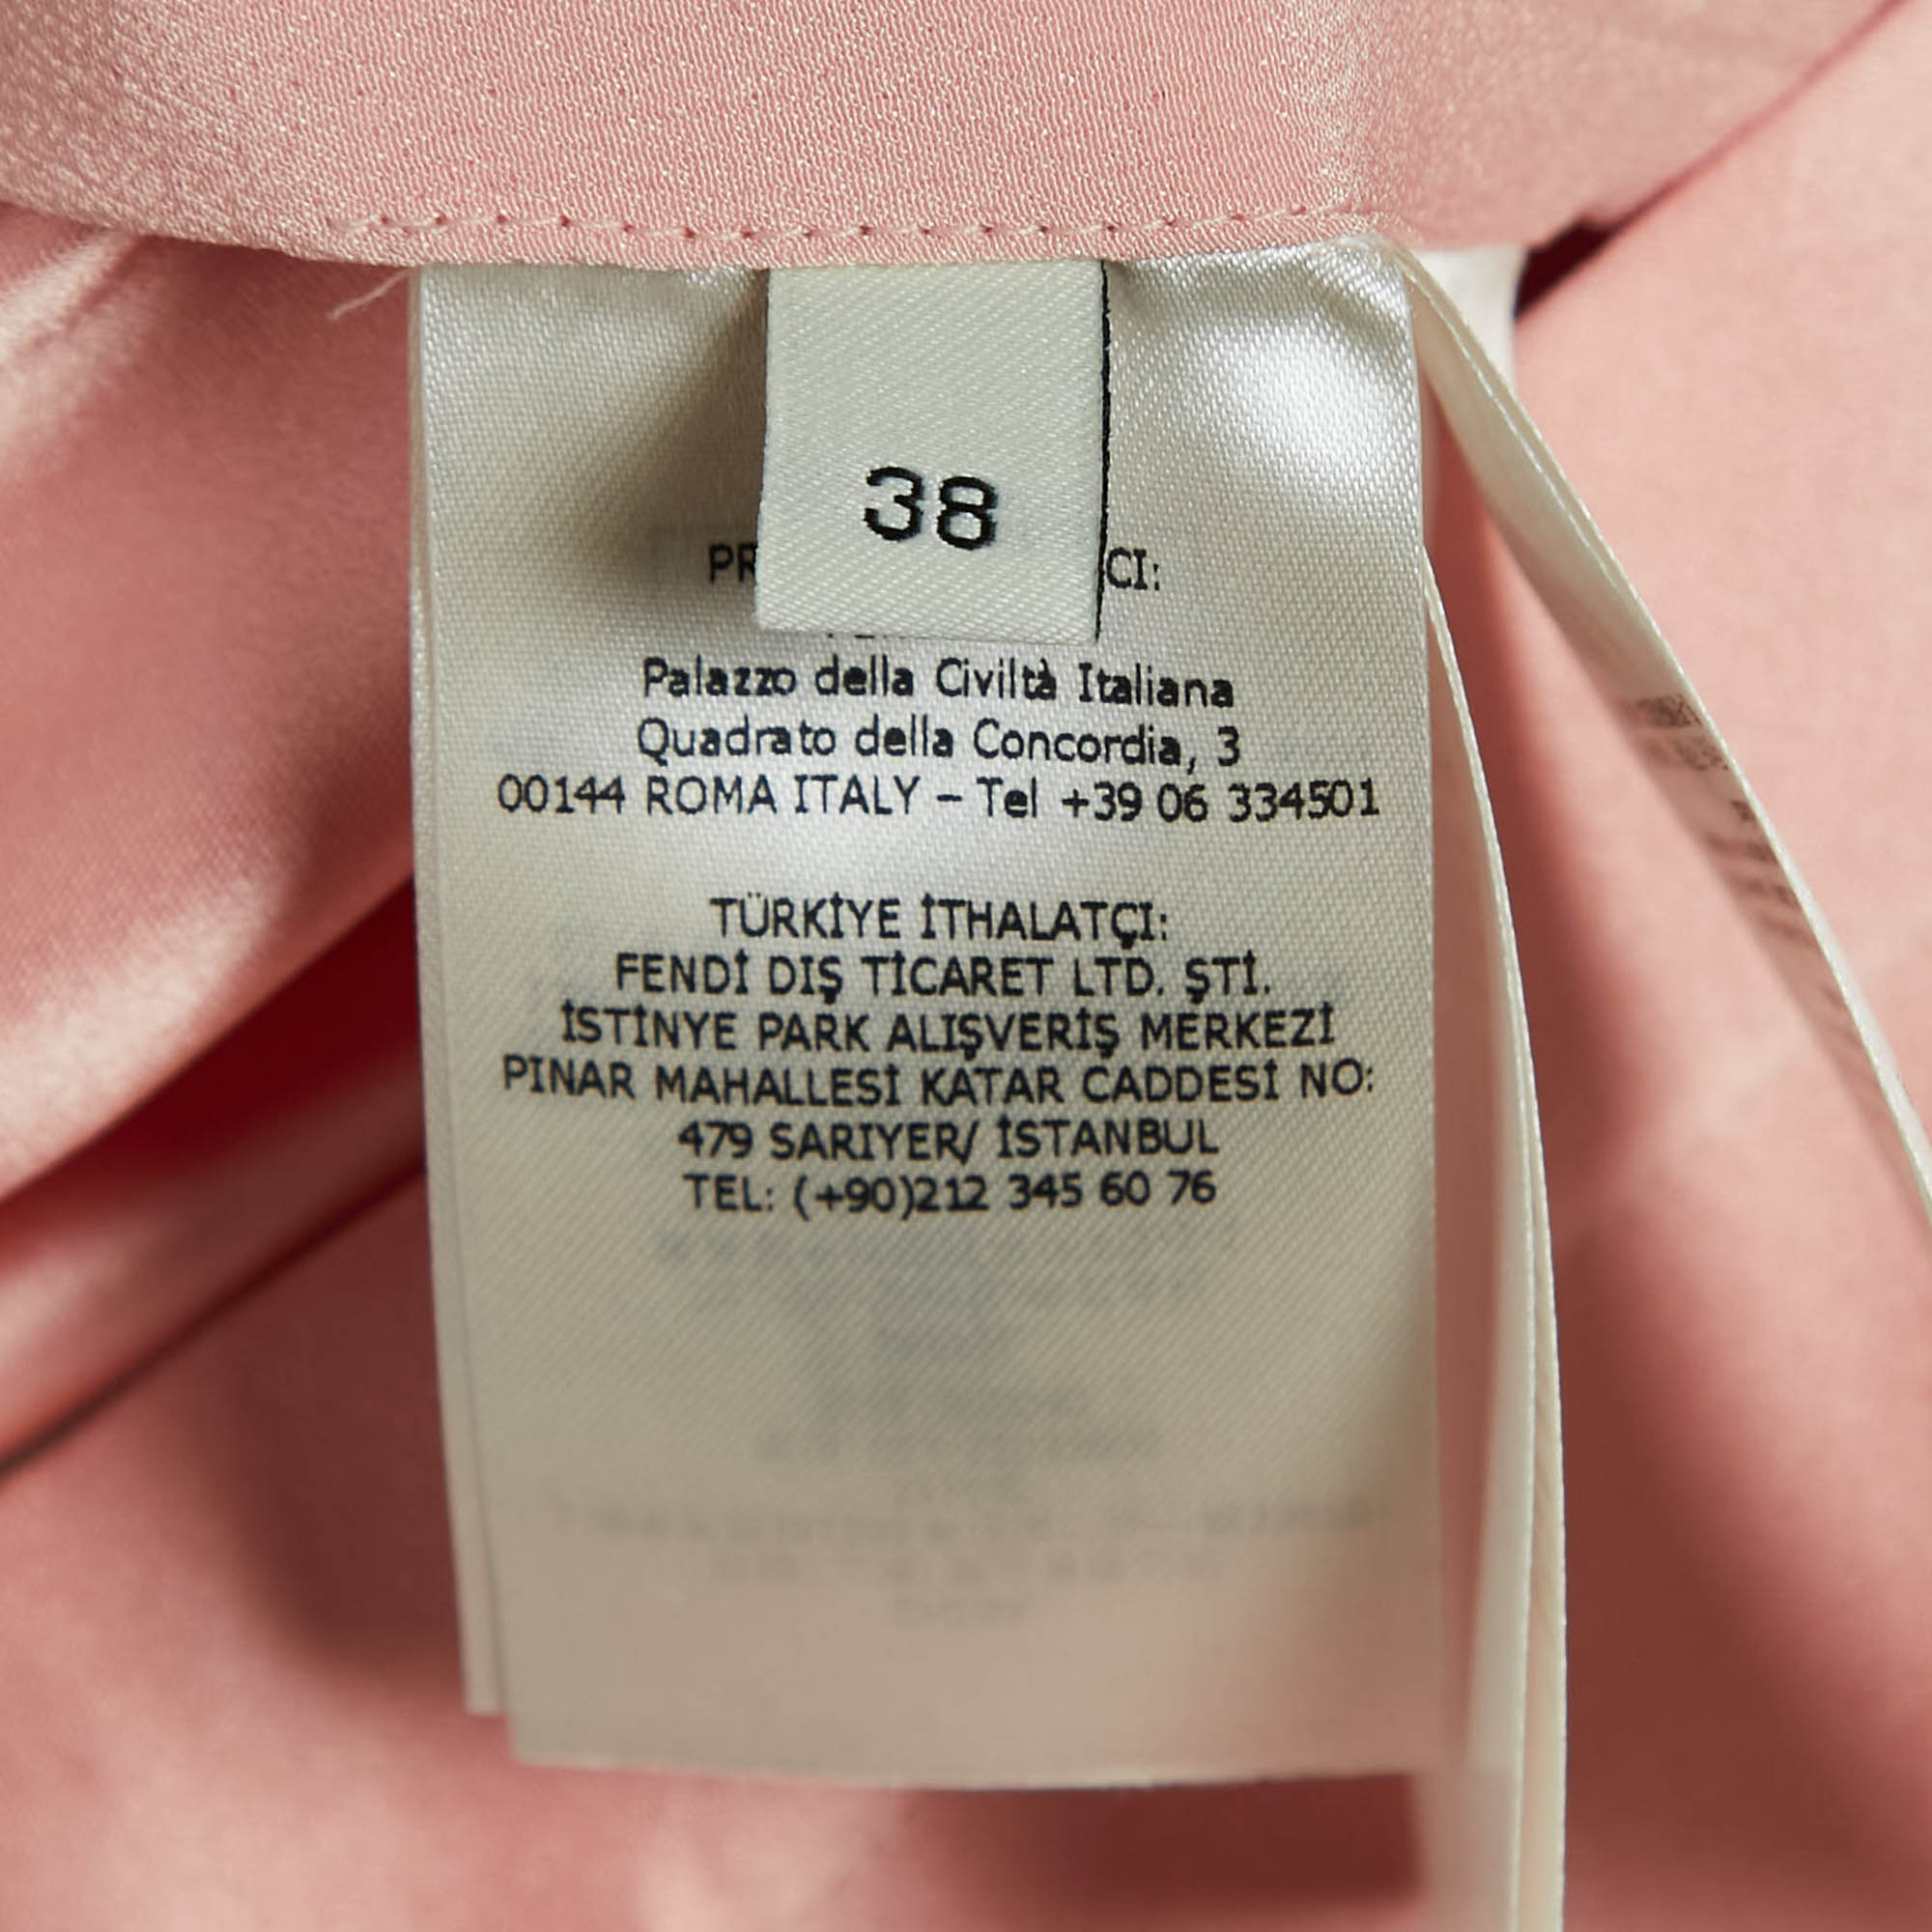 38
Palazzo della Civiltà Italiana
Quadrato della Concordia, 3
00144 ROMA ITALY – Tel +39 06 334501
TÜRKİYE İTHALATÇI:
FENDİ DIŞ TİCARET LTD. ŞTİ.
İSTİNYE PARK ALIŞVERİŞ MERKEZİ
PINAR MAHALLESİ KATAR CADDESİ NO:
479 SARIYER/ İSTANBUL
TEL: (+90)212 345 60 76